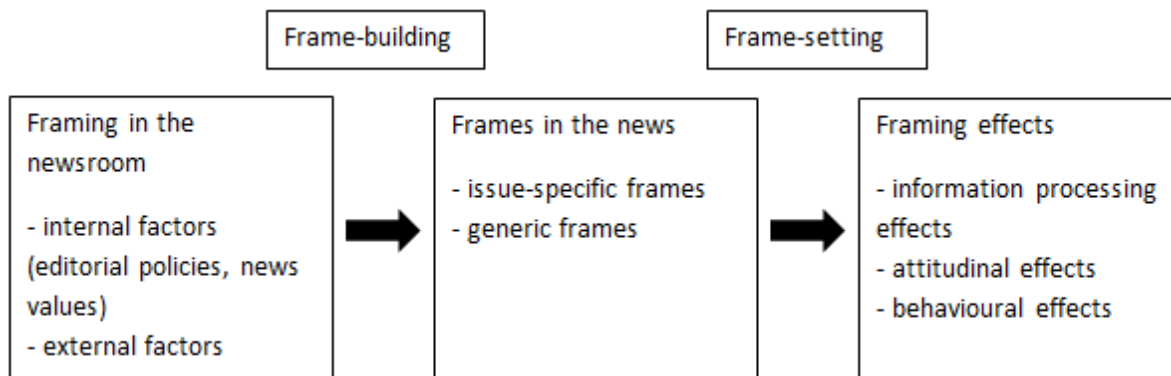 Frame-building
Frame-setting
Framing in the
newsroom
- internal factors
(editorial policies, news
values)
- external factors
Frames in the news
- issue-specific frames
- generic frames
Framing effects
- information processing
effects
- attitudinal effects
- behavioural effects